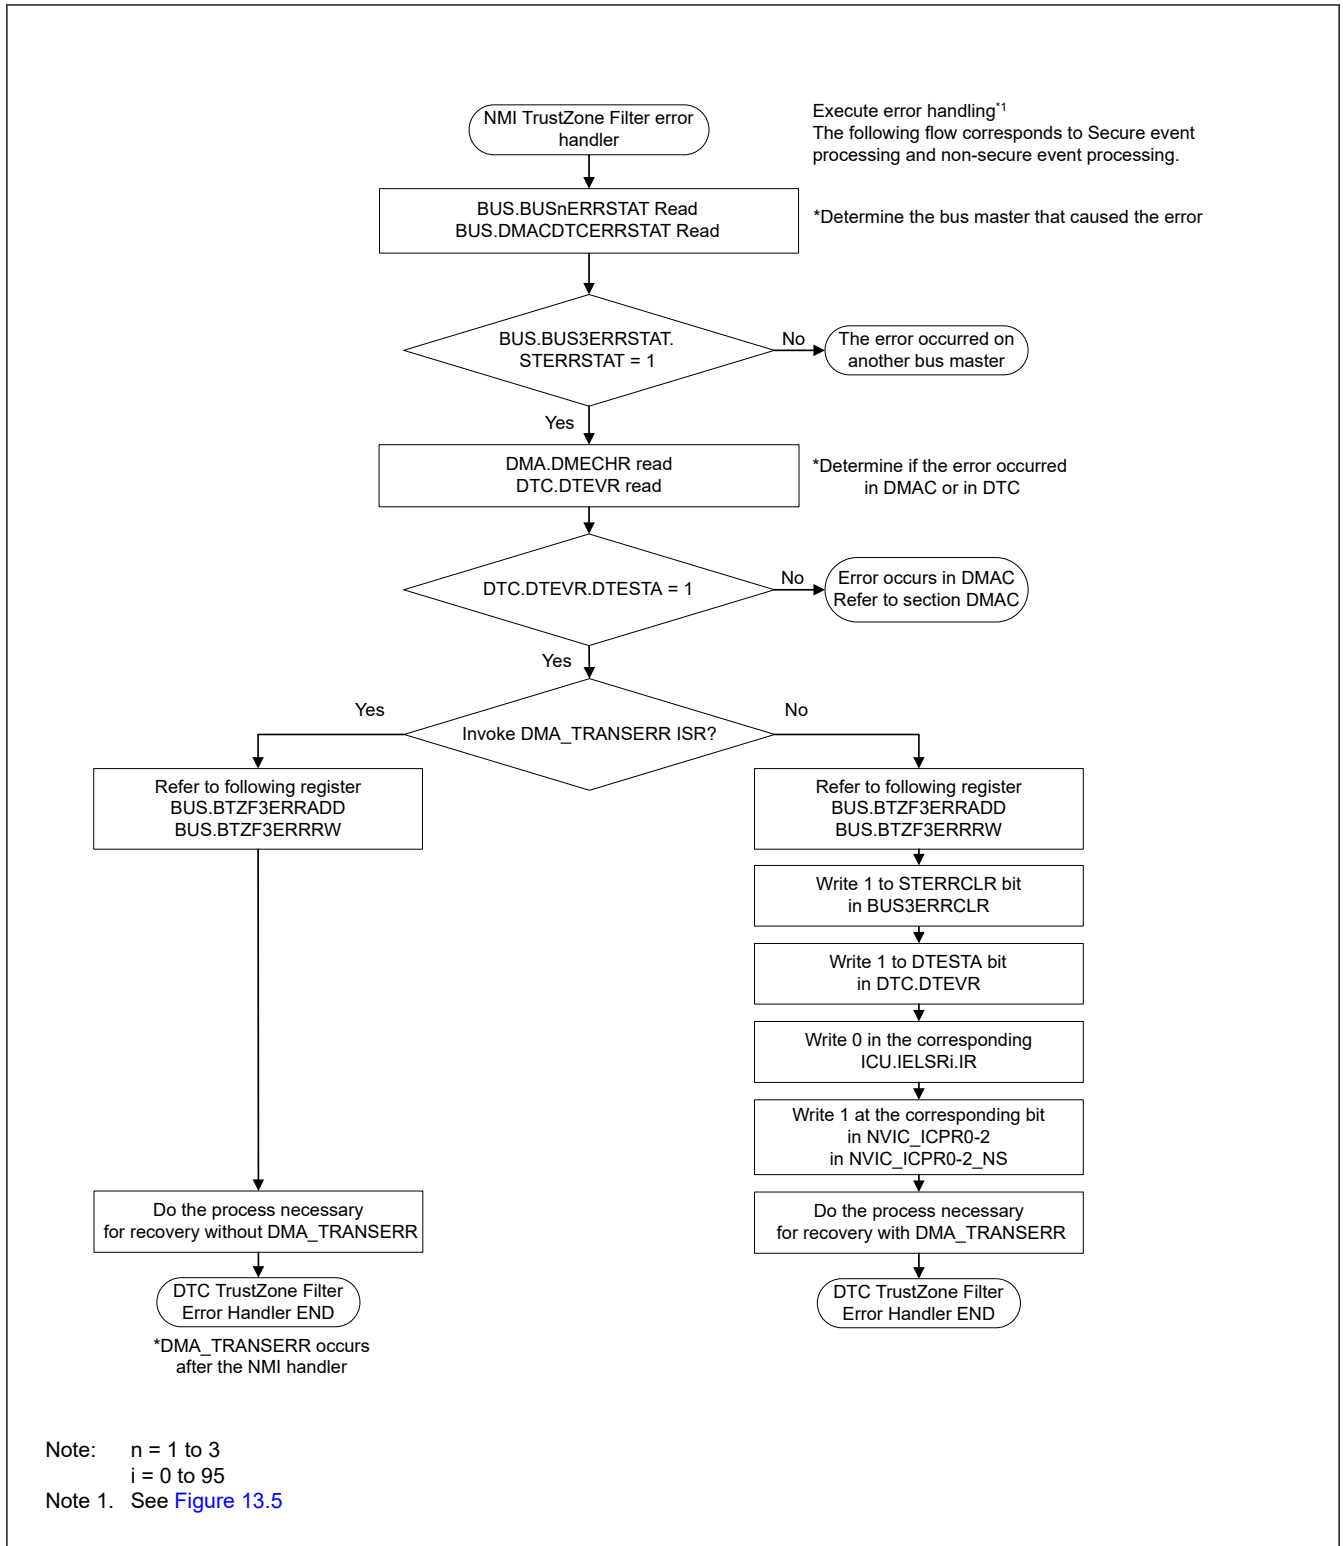 NMI TrustZone Filter error
handler
Execute error handling*1
The following flow corresponds to Secure event
processing and non-secure event processing.
BUS.BUSnERRSTAT Read
BUS.DMACDTCERRSTAT Read
*Determine the bus master that caused the error
BUS.BUS3ERRSTAT.
STERRSTAT = 1
No
The error occurred on
another bus master
Yes
DMA.DMECHR read
DTC.DTEVR read
*Determine if the error occurred
in DMAC or in DTC
DTC.DTEVR.DTESTA = 1
No
Error occurs in DMAC
Refer to section DMAC
Yes
Invoke DMA_TRANSERR ISR?
Yes
No
Refer to following register
BUS.BTZF3ERRADD
BUS.BTZF3ERRRW
Refer to following register
BUS.BTZF3ERRADD
BUS.BTZF3ERRRW
Write 1 to STERRCLR bit
in BUS3ERRCLR
Write 1 to DTESTA bit
in DTC.DTEVR
Write 0 in the corresponding
ICU.IELSRi.IR
Write 1 at the corresponding bit
in NVIC_ICPR0-2
in NVIC_ICPR0-2_NS
Do the process necessary
for recovery without DMA_TRANSERR
Do the process necessary
for recovery with DMA_TRANSERR
DTC TrustZone Filter
Error Handler END
DTC TrustZone Filter
Error Handler END
*DMA_TRANSERR occurs
after the NMI handler
Note: n = 1 to 3
i = 0 to 95
Note 1. See Figure 13.5